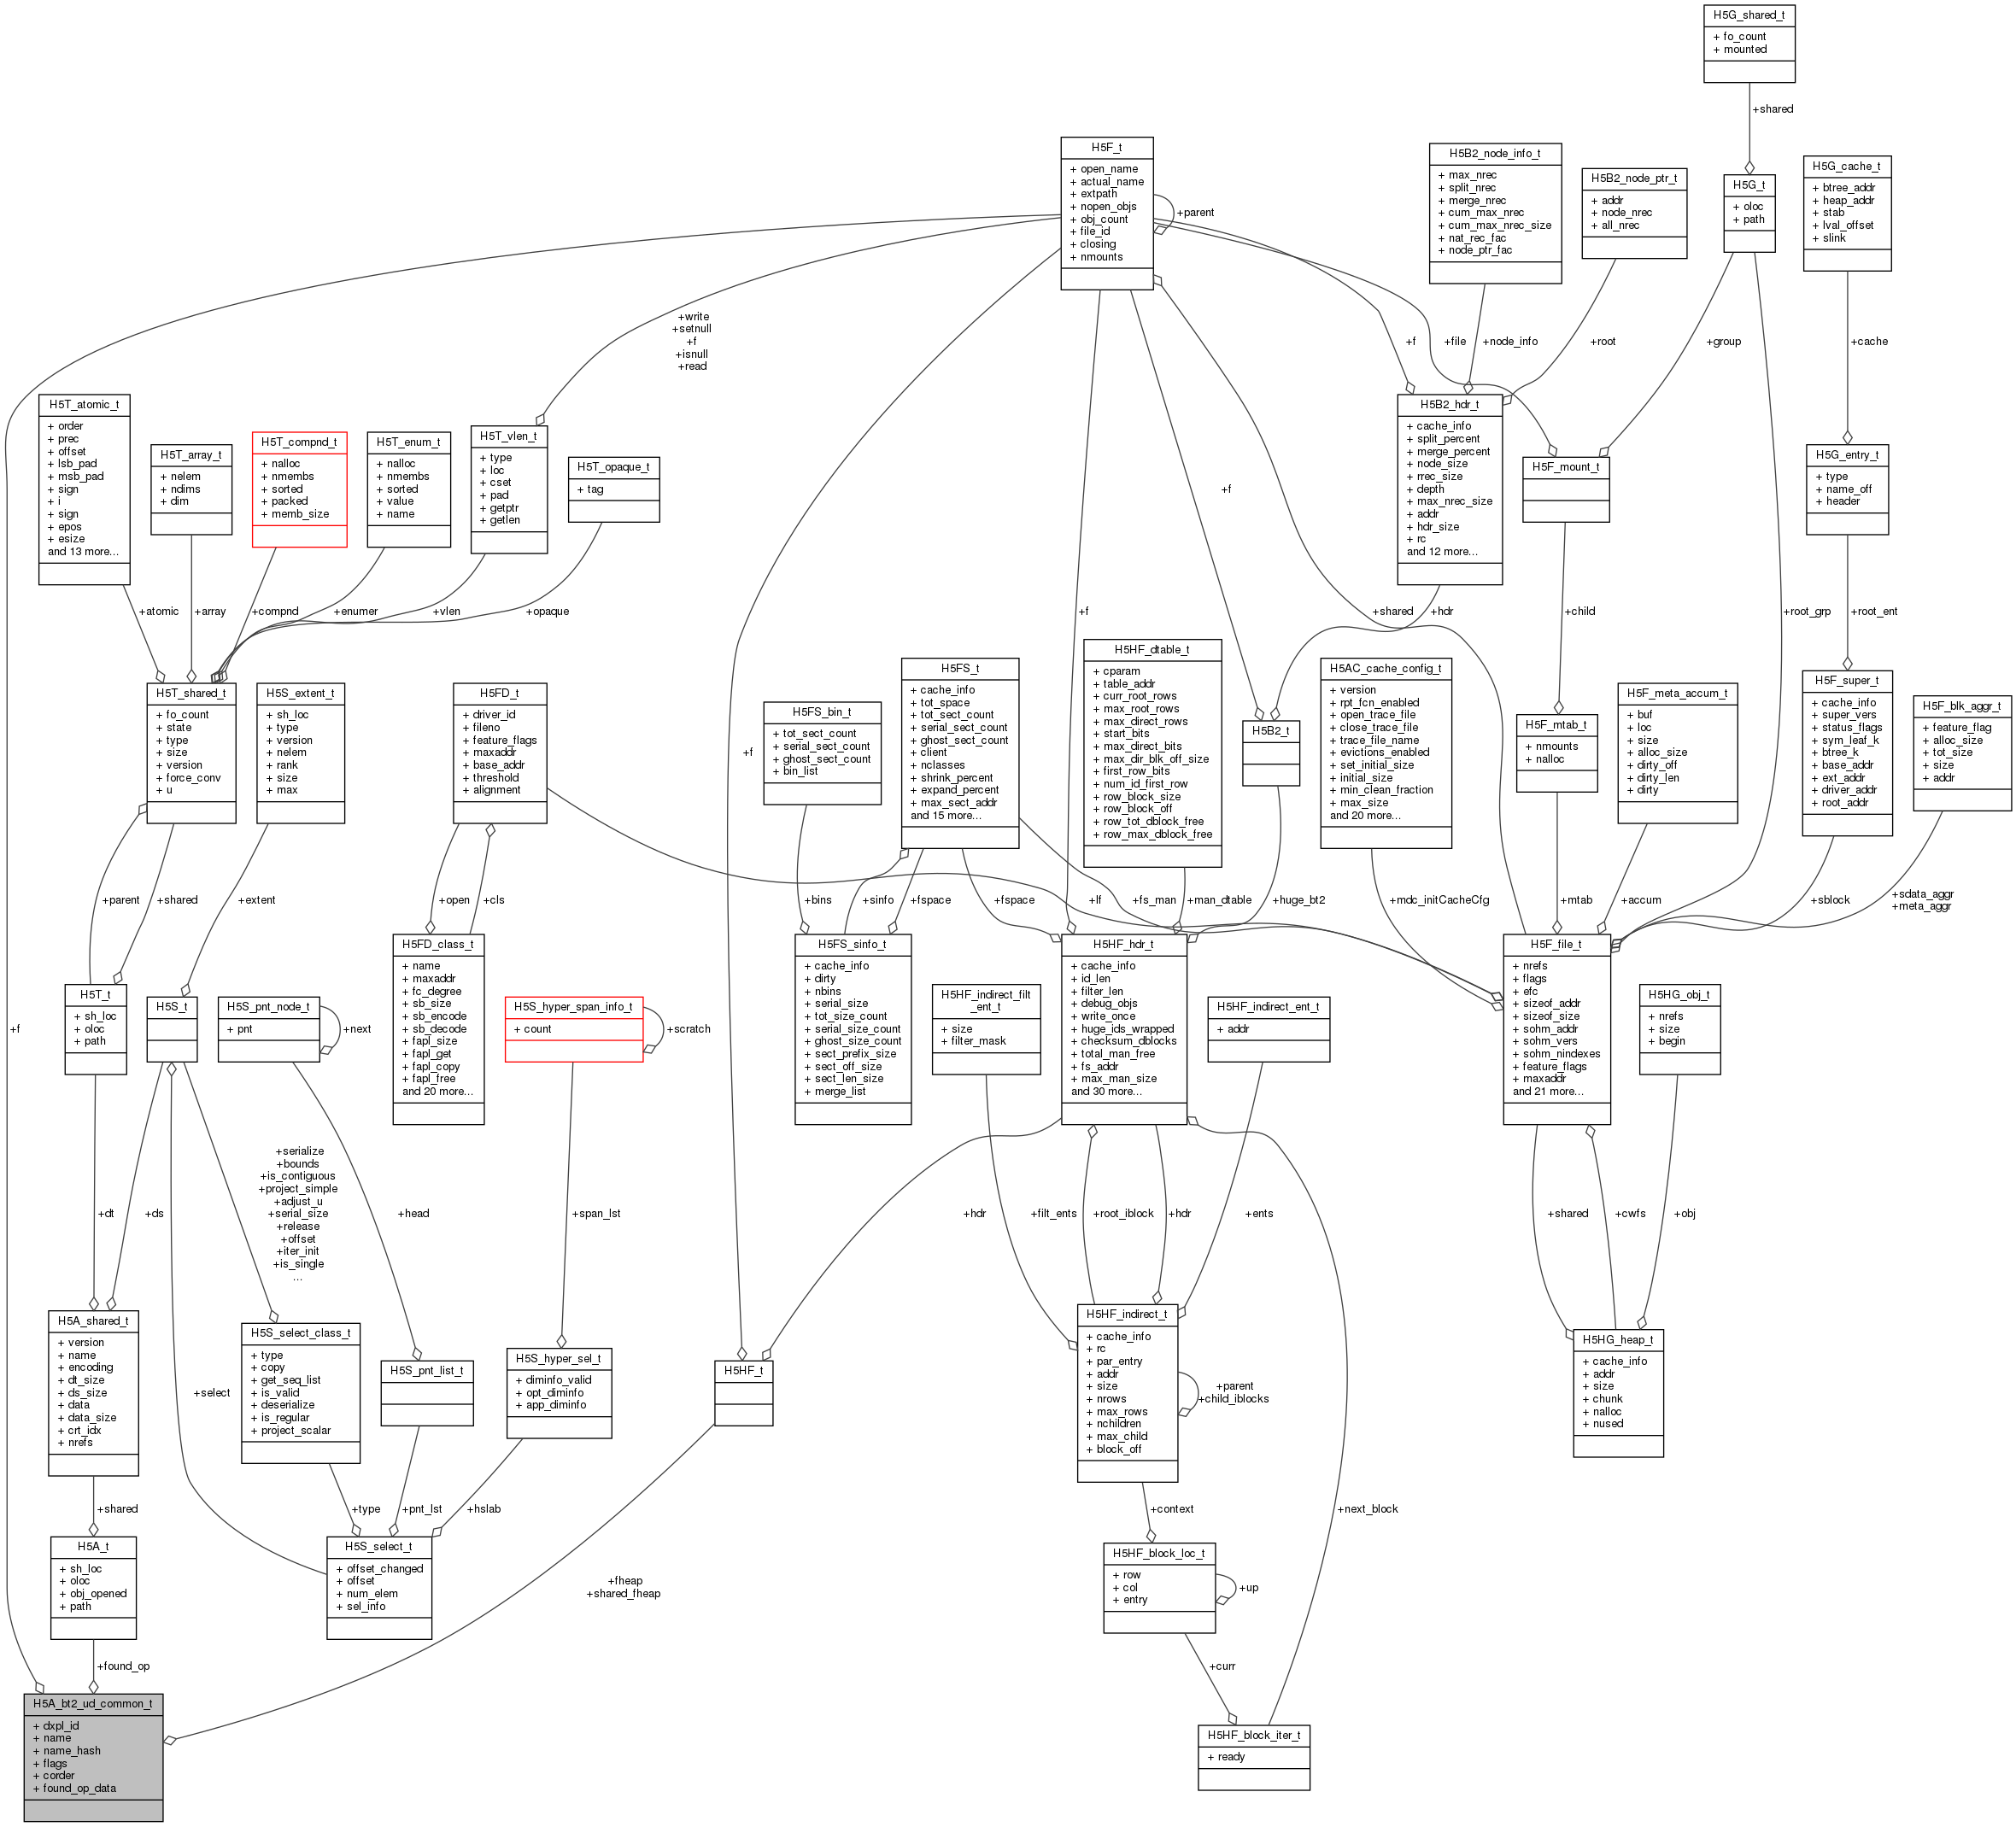 H5G_shared_t
+ fo_count
+ mounted
+shared
H5F_t
+ open_name
+ actual_name
+ extpath
+ nopen_objs
+ obj_count
+ file_id
+ closing
+ nmounts
+parent
H5B2_node_info_t
+ max_nrec
+ split_nrec
+ merge_nrec
+ cum_max_nrec
+ cum_max_nrec_size
+ nat_rec_fac
+ node_ptr_fac
H5B2_node_ptr_t
+ addr
+ node_nrec
+ all_nrec
H5G_t
+ oloc
+ path
H5G_cache_t
+ btree_addr
+ heap_addr
+ stab
+ lval_offset
+ slink
+write
+setnull
+f
+isnull
+read
+f
+file
+node_info
+root
+group
+cache
H5T_atomic_t
+ order
+ prec
+ offset
+ lsb_pad
+ msb_pad
+ sign
+ i
+ sign
+ epos
+ esize
and 13 more...
H5T_array_t
+ nelem
+ ndims
+ dim
H5T_compnd_t
+ nalloc
+ nmembs
+ sorted
+ packed
+ memb_size
H5T_enum_t
+ nalloc
+ nmembs
+ sorted
+ value
+ name
H5T_vlen_t
+ type
+ loc
+ cset
+ pad
+ getptr
+ getlen
H5T_opaque_t
+ tag
+f
H5B2_hdr_t
+ cache_info
+ split_percent
+ merge_percent
+ node_size
+ rrec_size
+ depth
+ max_nrec_size
+ addr
+ hdr_size
+ rc
and 12 more...
H5F_mount_t
H5G_entry_t
+ type
+ name_off
+ header
+atomic
+array
+compnd
+enumer
+vlen
+opaque
+f
+shared
+hdr
+child
+root_grp
+root_ent
H5T_shared_t
+ fo_count
+ state
+ type
+ size
+ version
+ force_conv
+ u
H5S_extent_t
+ sh_loc
+ type
+ version
+ nelem
+ rank
+ size
+ max
H5FD_t
+ driver_id
+ fileno
+ feature_flags
+ maxaddr
+ base_addr
+ threshold
+ alignment
+f
H5FS_bin_t
+ tot_sect_count
+ serial_sect_count
+ ghost_sect_count
+ bin_list
H5FS_t
+ cache_info
+ tot_space
+ tot_sect_count
+ serial_sect_count
+ ghost_sect_count
+ client
+ nclasses
+ shrink_percent
+ expand_percent
+ max_sect_addr
and 15 more...
H5HF_dtable_t
+ cparam
+ table_addr
+ curr_root_rows
+ max_root_rows
+ max_direct_rows
+ start_bits
+ max_direct_bits
+ max_dir_blk_off_size
+ first_row_bits
+ num_id_first_row
+ row_block_size
+ row_block_off
+ row_tot_dblock_free
+ row_max_dblock_free
H5B2_t
H5AC_cache_config_t
+ version
+ rpt_fcn_enabled
+ open_trace_file
+ close_trace_file
+ trace_file_name
+ evictions_enabled
+ set_initial_size
+ initial_size
+ min_clean_fraction
+ max_size
and 20 more...
H5F_mtab_t
+ nmounts
+ nalloc
H5F_meta_accum_t
+ buf
+ loc
+ size
+ alloc_size
+ dirty_off
+ dirty_len
+ dirty
H5F_super_t
+ cache_info
+ super_vers
+ status_flags
+ sym_leaf_k
+ btree_k
+ base_addr
+ ext_addr
+ driver_addr
+ root_addr
H5F_blk_aggr_t
+ feature_flag
+ alloc_size
+ tot_size
+ size
+ addr
+parent
+shared
+extent
+open
+cls
+bins
+sinfo
+fspace
+fspace
+lf
+fs_man
+man_dtable
+huge_bt2
+mdc_initCacheCfg
+mtab
+accum
+sblock
+sdata_aggr
+meta_aggr
H5T_t
+ sh_loc
+ oloc
+ path
H5S_t
H5S_pnt_node_t
+ pnt
+next
H5FD_class_t
+ name
+ maxaddr
+ fc_degree
+ sb_size
+ sb_encode
+ sb_decode
+ fapl_size
+ fapl_get
+ fapl_copy
+ fapl_free
and 20 more...
H5S_hyper_span_info_t
+ count
+scratch
H5FS_sinfo_t
+ cache_info
+ dirty
+ nbins
+ serial_size
+ tot_size_count
+ serial_size_count
+ ghost_size_count
+ sect_prefix_size
+ sect_off_size
+ sect_len_size
+ merge_list
H5HF_indirect_filt
_ent_t
+ size
+ filter_mask
H5HF_hdr_t
+ cache_info
+ id_len
+ filter_len
+ debug_objs
+ write_once
+ huge_ids_wrapped
+ checksum_dblocks
+ total_man_free
+ fs_addr
+ max_man_size
and 30 more...
H5HF_indirect_ent_t
+ addr
H5F_file_t
+ nrefs
+ flags
+ efc
+ sizeof_addr
+ sizeof_size
+ sohm_addr
+ sohm_vers
+ sohm_nindexes
+ feature_flags
+ maxaddr
and 21 more...
H5HG_obj_t
+ nrefs
+ size
+ begin
+f
+dt
+ds
+serialize
+bounds
+is_contiguous
+project_simple
+adjust_u
+serial_size
+release
+offset
+iter_init
+is_single
...
+head
+span_lst
+hdr
+filt_ents
+root_iblock
+hdr
+ents
+shared
+cwfs
+obj
H5A_shared_t
+ version
+ name
+ encoding
+ dt_size
+ ds_size
+ data
+ data_size
+ crt_idx
+ nrefs
+select
H5S_select_class_t
+ type
+ copy
+ get_seq_list
+ is_valid
+ deserialize
+ is_regular
+ project_scalar
H5S_pnt_list_t
H5S_hyper_sel_t
+ diminfo_valid
+ opt_diminfo
+ app_diminfo
H5HF_t
H5HF_indirect_t
+ cache_info
+ rc
+ par_entry
+ addr
+ size
+ nrows
+ max_rows
+ nchildren
+ max_child
+ block_off
+parent
+child_iblocks
H5HG_heap_t
+ cache_info
+ addr
+ size
+ chunk
+ nalloc
+ nused
+shared
+type
+pnt_lst
+hslab
+context
+next_block
H5A_t
+ sh_loc
+ oloc
+ obj_opened
+ path
H5S_select_t
+ offset_changed
+ offset
+ num_elem
+ sel_info
+fheap
+shared_fheap
H5HF_block_loc_t
+ row
+ col
+ entry
+up
+found_op
+curr
H5A_bt2_ud_common_t
+ dxpl_id
+ name
+ name_hash
+ flags
+ corder
+ found_op_data
H5HF_block_iter_t
+ ready